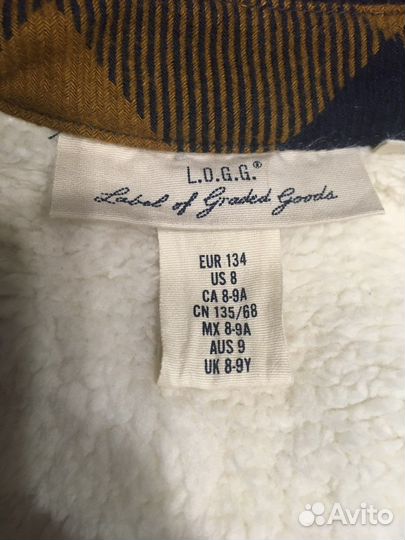 L.O.G.G.®
Label of Graded Goods
EUR 134
US 8
CA 8-9A
CN 135/68
MX 8-9A
AUS 9
UK 8-9Y
Avito